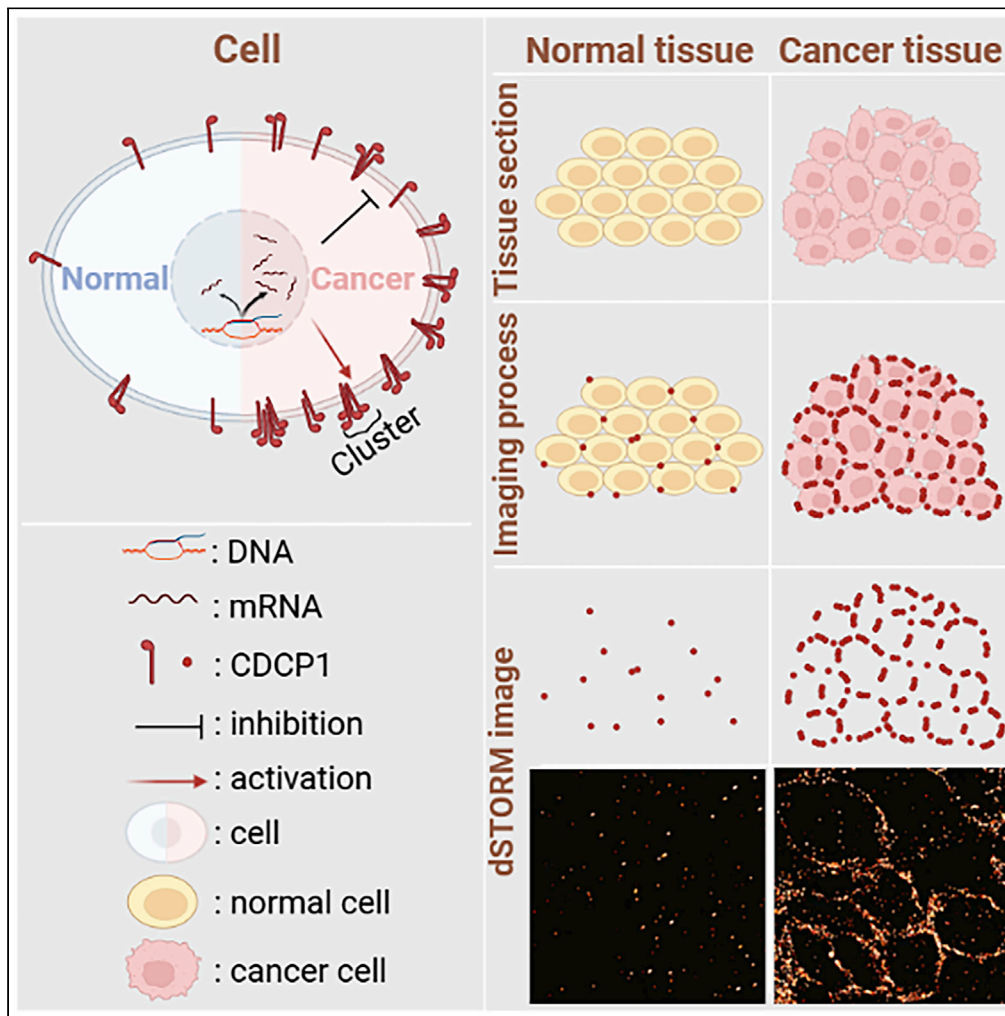 Cell
Normal
Cancer
Cluster
: DNA
: mRNA
: CDCP1
: inhibition
: activation
: cell
: normal cell
: cancer cell
Normal tissue
Cancer tissue
Tissue section
Imaging process
dSTORM image